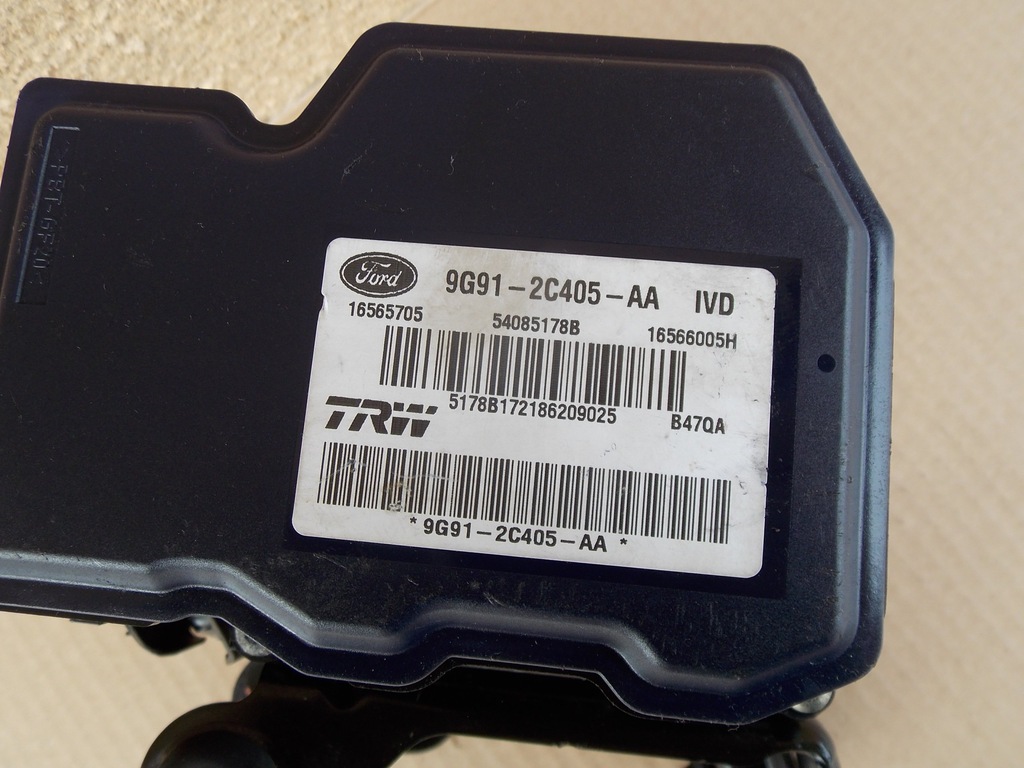 Ford
9G91-2C405-AA IVD
16565705 54085178B 16566005H
5178B172186209025 B47QA
TRW
*9G91-2C405-AA*